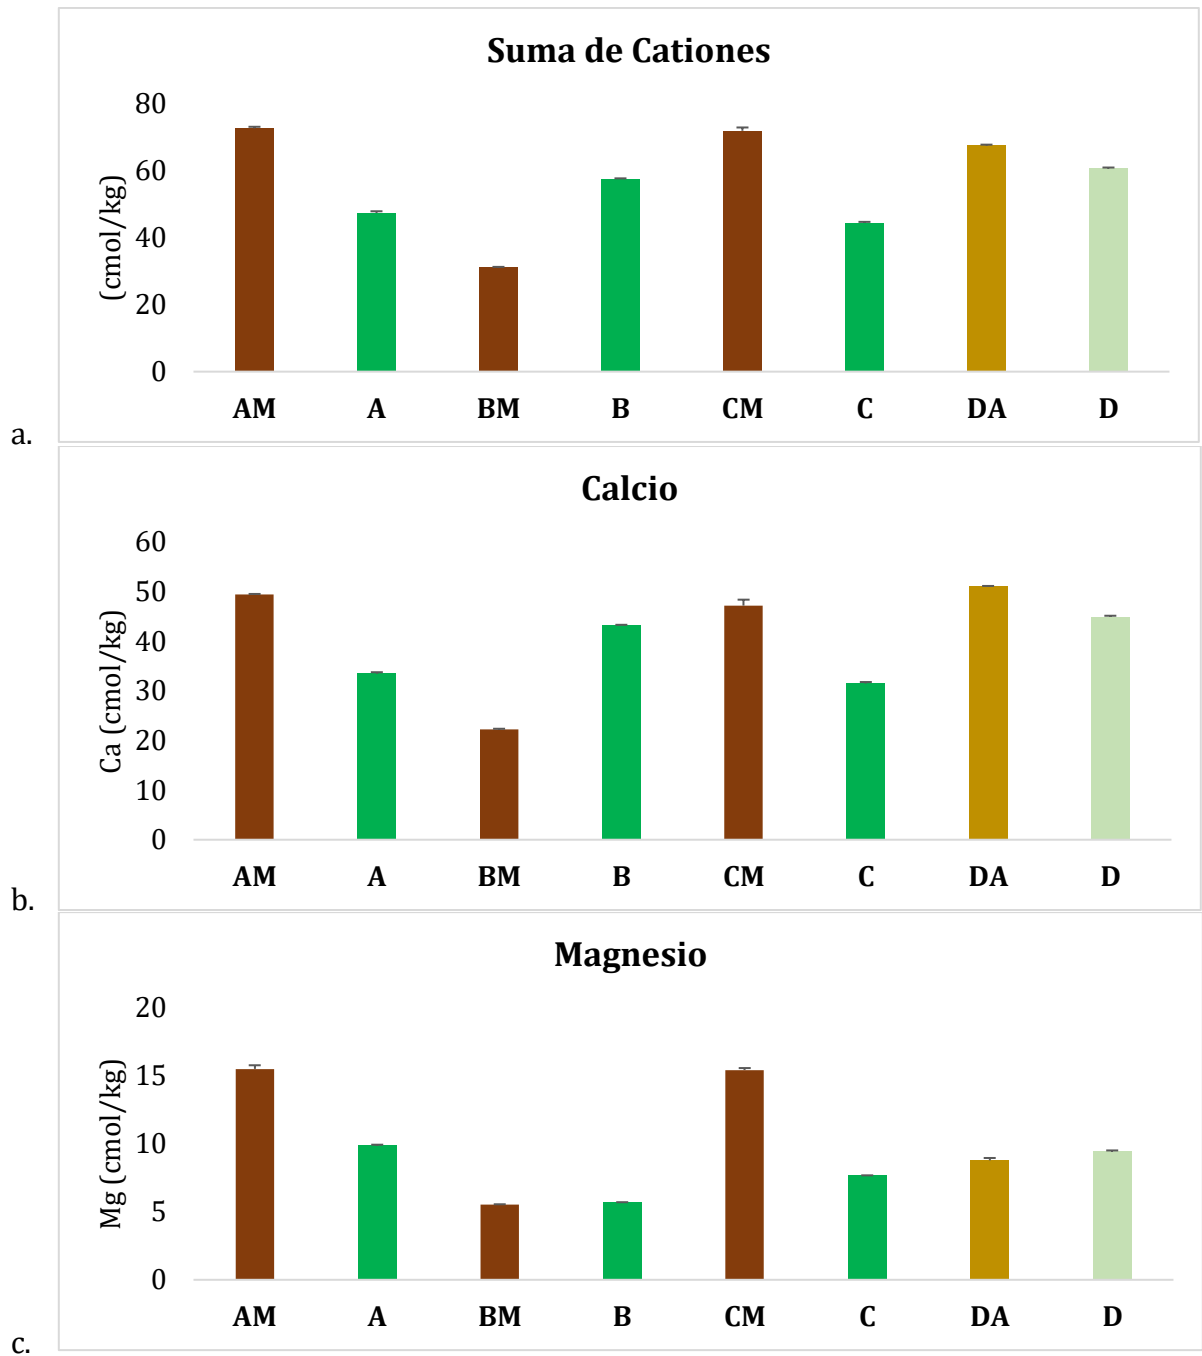 Suma de Cationes
(cmol/kg)
80
60
40
20
0
AM A BM B CM C DA D
a.
Calcio
Ca (cmol/kg)
60
50
40
30
20
10
0
AM A BM B CM C DA D
b.
Magnesio
Mg (cmol/kg)
20
15
10
5
0
AM A BM B CM C DA D
c.